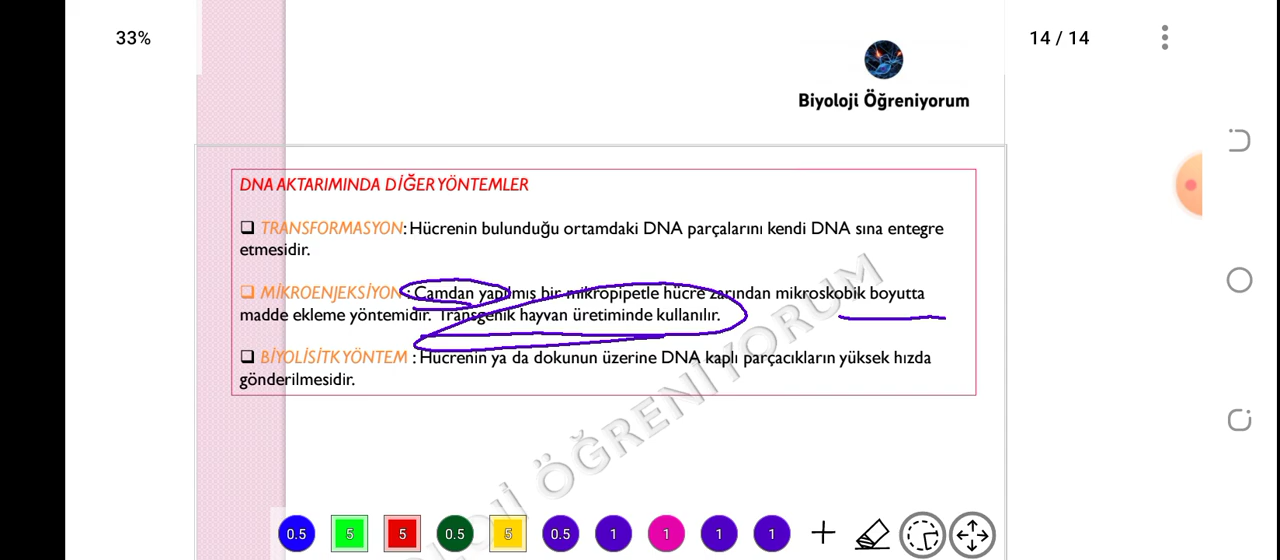 33%
14 / 14
Biyoloji Öğreniyorum
DNA AKTARIMINDA DİĞER YÖNTEMLER
TRANSFORMASYON: Hücrenin bulunduğu ortamdaki DNA parçalarını kendi DNA sına entegre
etmesidir.
MİKROENJEKSİYON : Camdan yapılmış bir mikropipetle hücre zarından mikroskobik boyutta
madde ekleme yöntemidir. Transgenik hayvan üretiminde kullanılır.
BİYOLİSİTK YÖNTEM : Hücrenin ya da dokunun üzerine DNA kaplı parçacıkların yüksek hızda
gönderilmesidir.
BİYOLOJİ ÖĞRENİYORUM
0.5 5 5 0.5 5 0.5 1 1 1 1